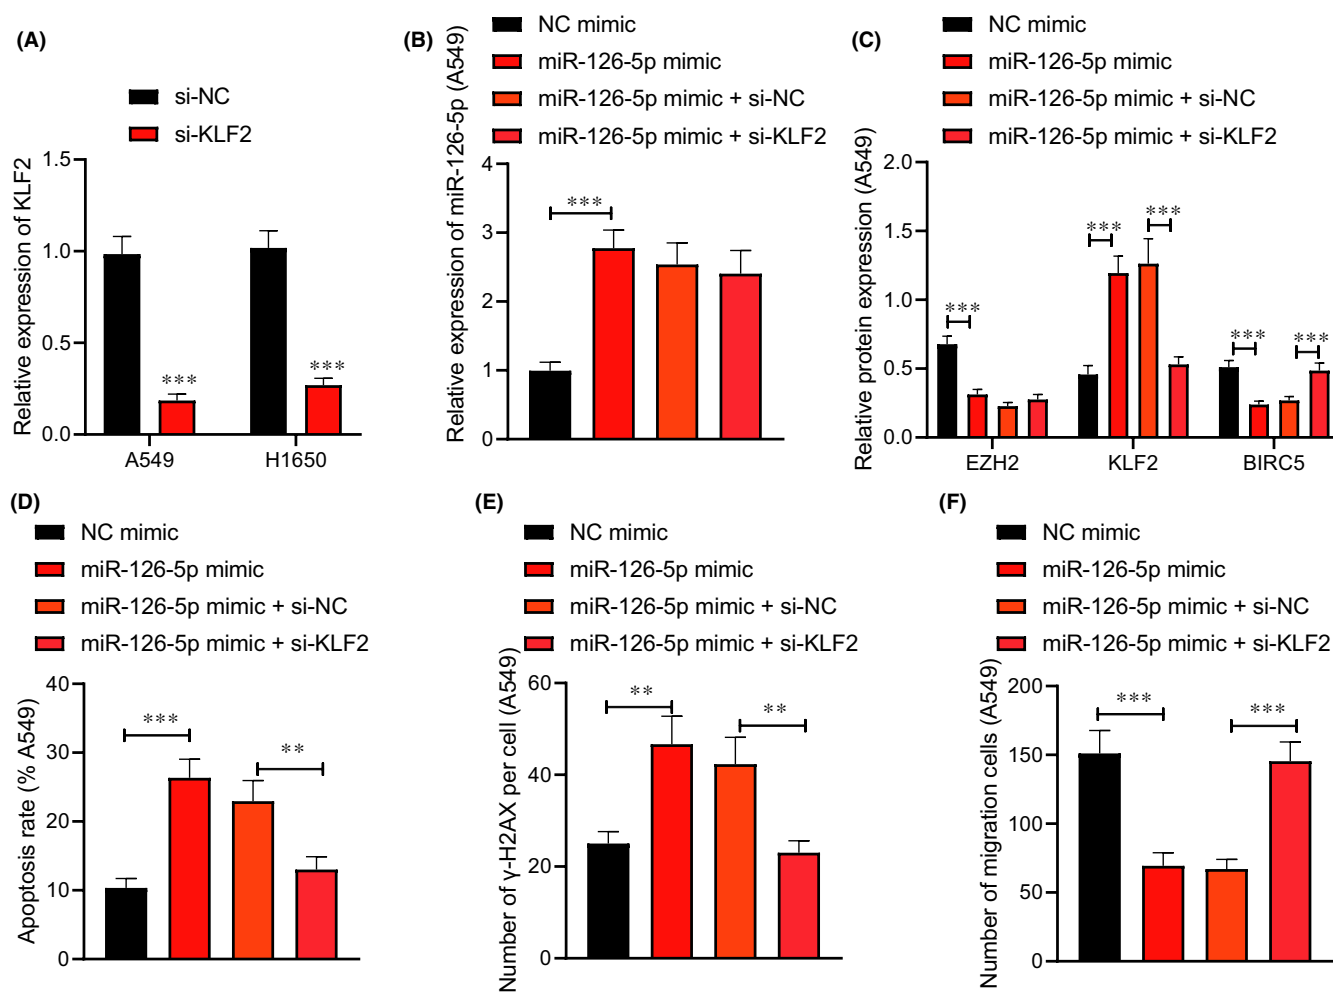 (A)
si-NC
si-KLF2
Relative expression of KLF2
1.5
1.0
0.5
0.0
***
***
A549
H1650
(B)
NC mimic
miR-126-5p mimic
miR-126-5p mimic + si-NC
miR-126-5p mimic + si-KLF2
Relative expression of miR-126-5p (A549)
4
3
2
1
0
***
(C)
NC mimic
miR-126-5p mimic
miR-126-5p mimic + si-NC
miR-126-5p mimic + si-KLF2
Relative protein expression (A549)
2.0
1.5
1.0
0.5
0.0
***
***
***
***
***
EZH2
KLF2
BIRC5
(D)
NC mimic
miR-126-5p mimic
miR-126-5p mimic + si-NC
miR-126-5p mimic + si-KLF2
Apoptosis rate (% A549)
40
30
20
10
0
***
**
(E)
NC mimic
miR-126-5p mimic
miR-126-5p mimic + si-NC
miR-126-5p mimic + si-KLF2
Number of γ-H2AX per cell (A549)
60
40
20
0
**
**
(F)
NC mimic
miR-126-5p mimic
miR-126-5p mimic + si-NC
miR-126-5p mimic + si-KLF2
Number of migration cells (A549)
200
150
100
50
0
***
***